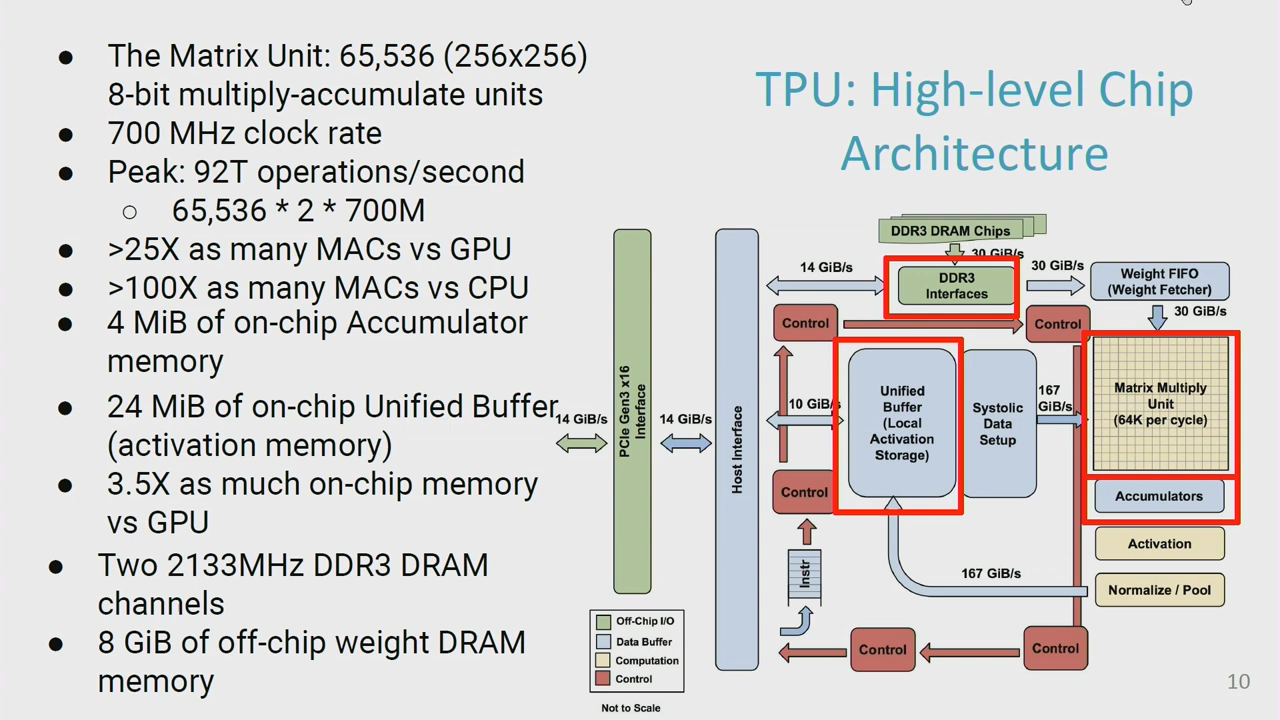 ● The Matrix Unit: 65,536 (256x256)
8-bit multiply-accumulate units
● 700 MHz clock rate
● Peak: 92T operations/second
○ 65,536 * 2 * 700M
● >25X as many MACs vs GPU
● >100X as many MACs vs CPU
● 4 MiB of on-chip Accumulator
memory
● 24 MiB of on-chip Unified Buffer
(activation memory)
● 3.5X as much on-chip memory
vs GPU
● Two 2133MHz DDR3 DRAM
channels
● 8 GiB of off-chip weight DRAM
memory
TPU: High-level Chip
Architecture
DDR3 DRAM Chips
30 GiB/s
14 GiB/s
DDR3
Interfaces
30 GiB/s
Weight FIFO
(Weight Fetcher)
30 GiB/s
Control
Control
14 GiB/s
PCIe Gen3 x16
Interface
14 GiB/s
Host Interface
10 GiB/s
Unified
Buffer
(Local
Activation
Storage)
Systolic
Data
Setup
167
GiB/s
Matrix Multiply
Unit
(64K per cycle)
Accumulators
Control
Activation
Instr
167 GiB/s
Normalize / Pool
Control
Control
Off-Chip I/O
Data Buffer
Computation
Control
Not to Scale
10